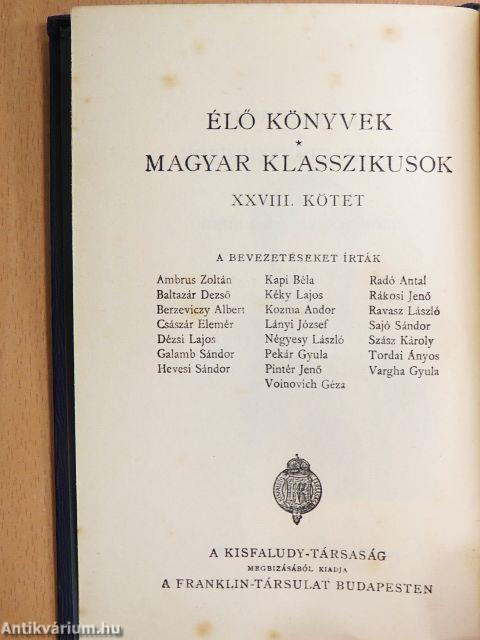 ÉLŐ KÖNYVEK
*
MAGYAR KLASSZIKUSOK
XXVIII. KÖTET
A BEVEZETÉSEKET ÍRTÁK
Ambrus Zoltán
Baltazár Dezső
Berzeviczy Albert
Császár Elemér
Dézsi Lajos
Galamb Sándor
Hevesi Sándor
Kapi Béla
Kéky Lajos
Kozma Andor
Lányi József
Négyesy László
Pekár Gyula
Pintér Jenő
Voinovich Géza
Radó Antal
Rákosi Jenő
Ravasz László
Sajó Sándor
Szász Károly
Tordai Ányos
Vargha Gyula
A KISFALUDY-TÁRSASÁG
MEGBIZÁSÁBÓL KIADJA
A FRANKLIN-TÁRSULAT BUDAPESTEN
Antikvárium.hu